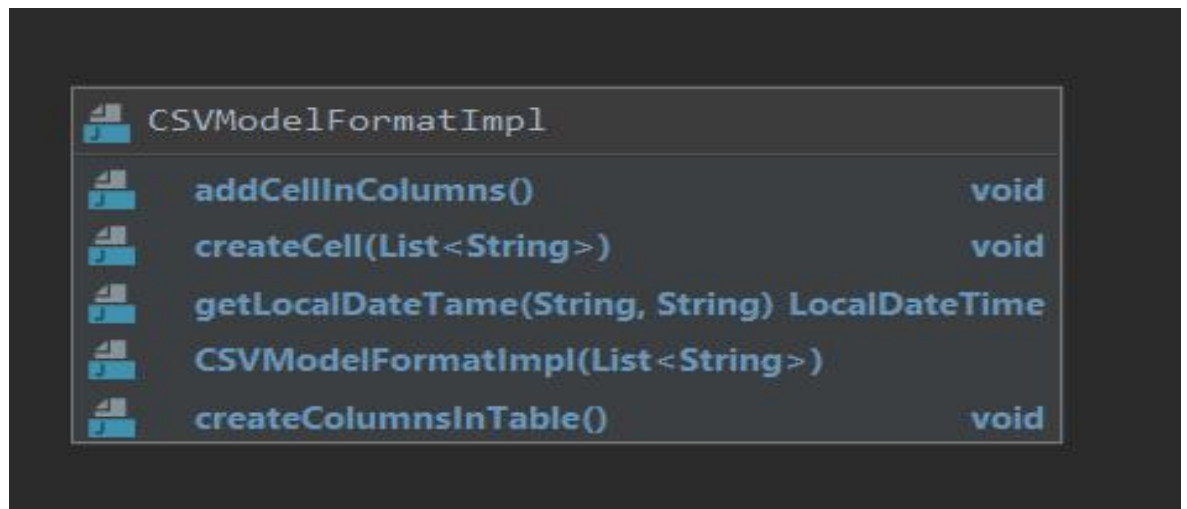 CSVModelFormatImpl
addCellInColumns() void
createCell(List<String>) void
getLocalDateTame(String, String) LocalDateTime
CSVModelFormatImpl(List<String>)
createColumnsInTable() void